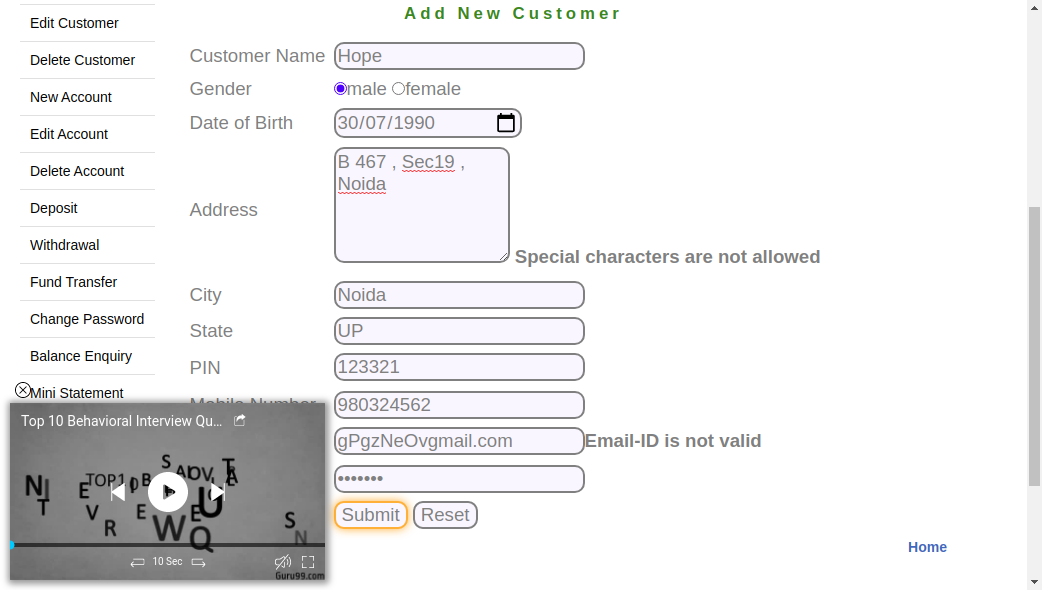 Add New Customer
Edit Customer
Delete Customer
New Account
Edit Account
Delete Account
Deposit
Withdrawal
Fund Transfer
Change Password
Balance Enquiry
Mini Statement
Customer Name Hope
Gender male female
Date of Birth 30/07/1990
Address B 467 , Sec19 ,
Noida
Special characters are not allowed
City Noida
State UP
PIN 123321
Mobile Number 980324562
gPgzNeOvgmail.com Email-ID is not valid
•••••••
Submit Reset
Home
Top 10 Behavioral Interview Qu...
10 Sec
Guru99.com